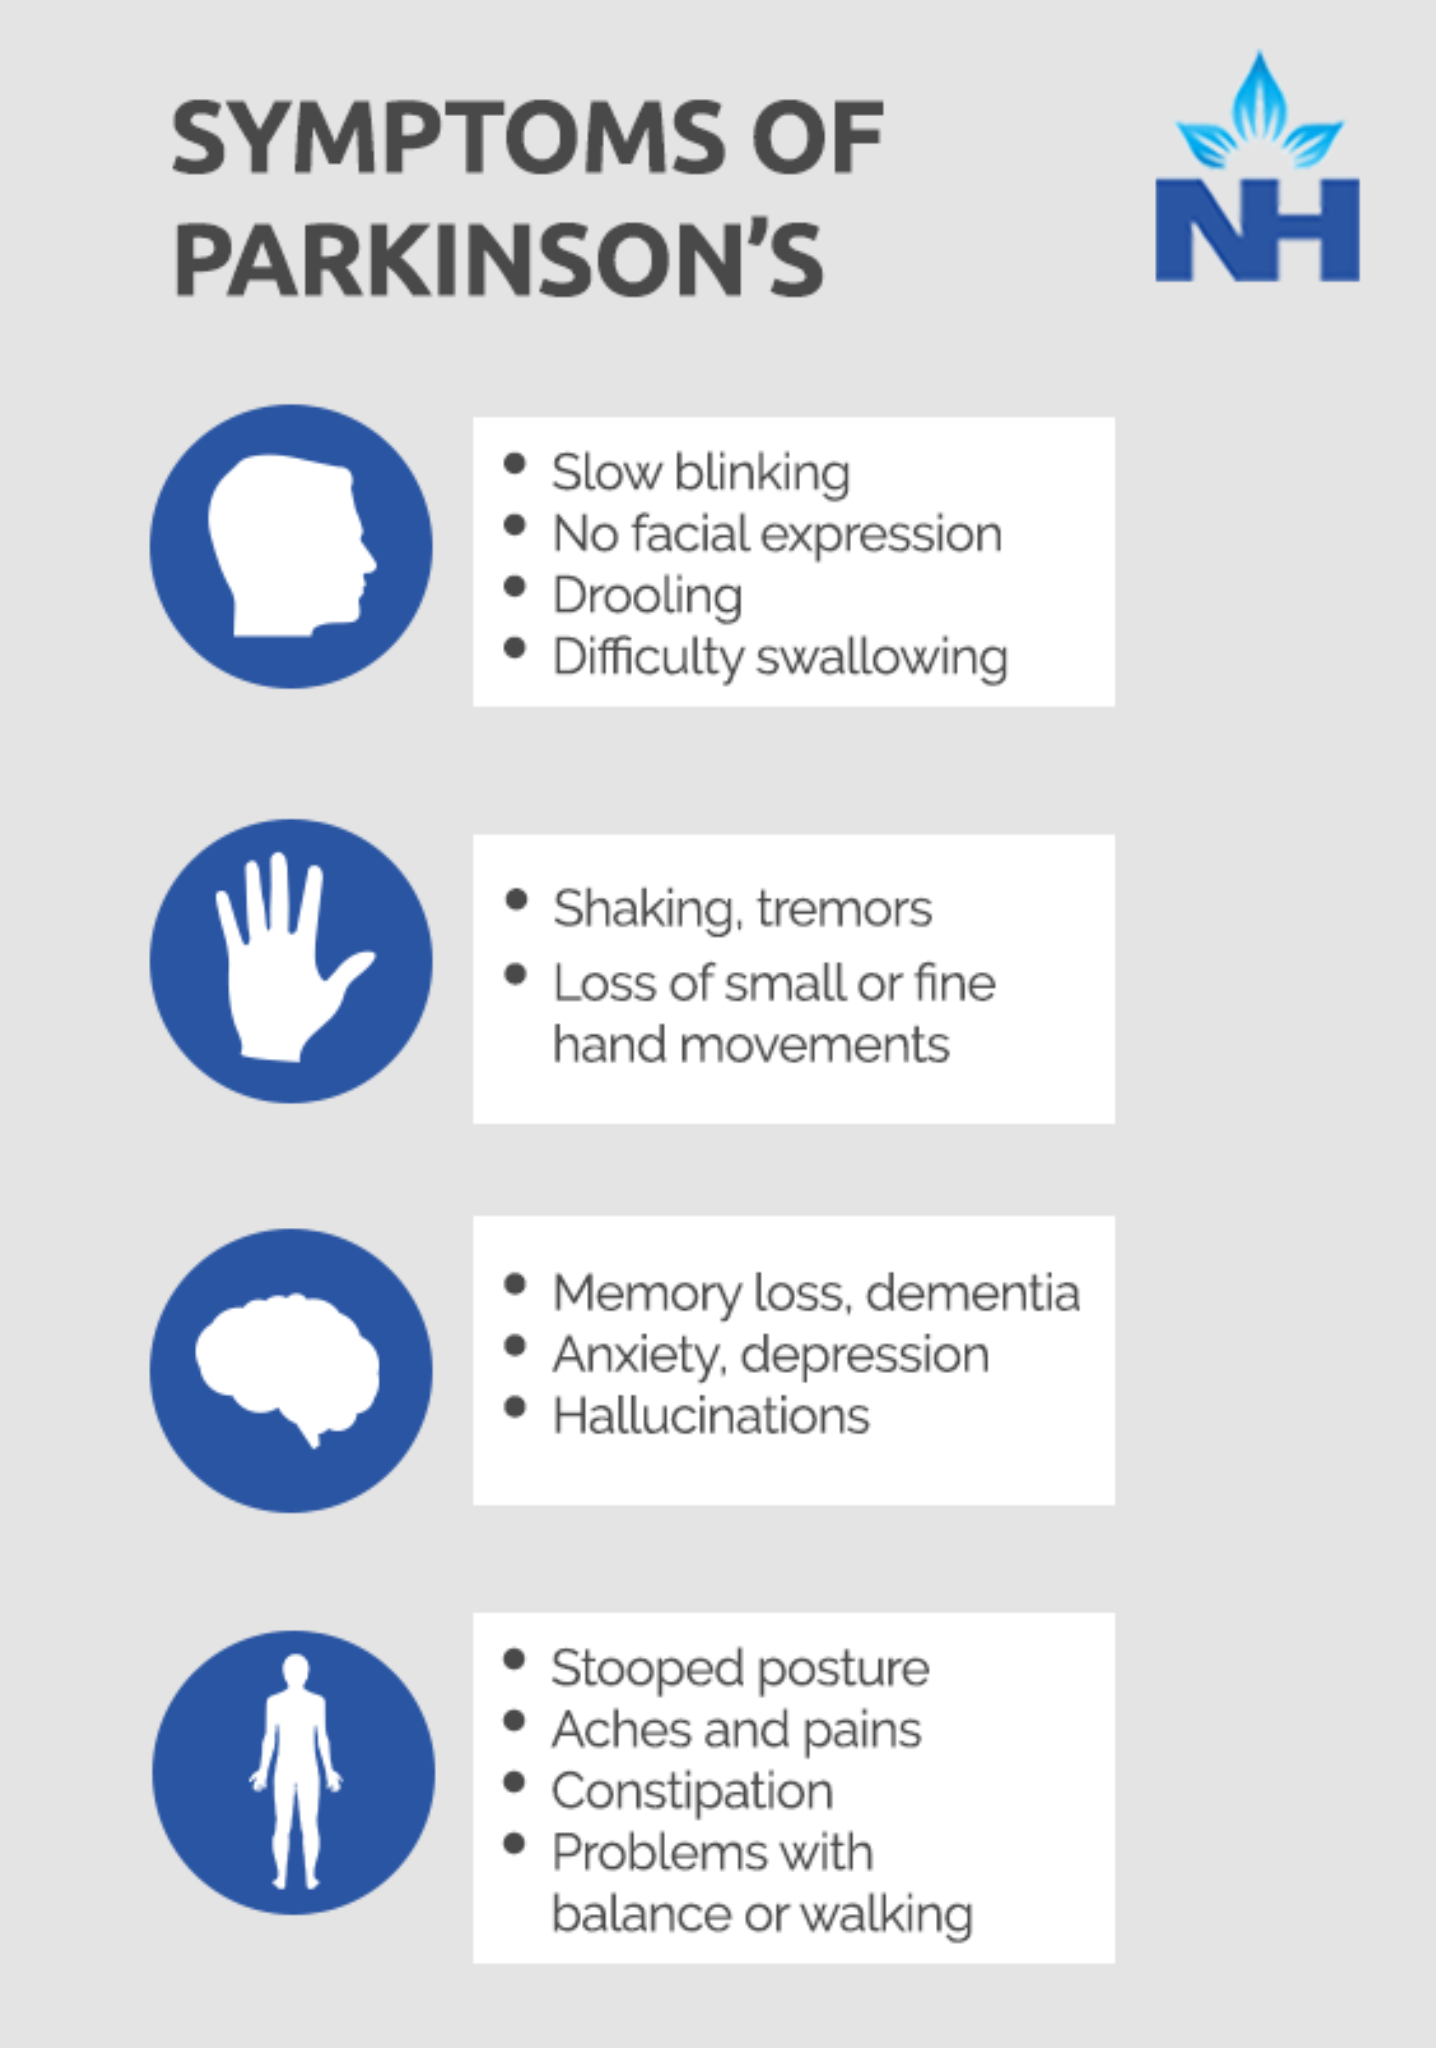 SYMPTOMS OF
PARKINSON'S
NH
• Slow blinking
• No facial expression
• Drooling
• Difficulty swallowing
• Shaking, tremors
• Loss of small or fine
hand movements
• Memory loss, dementia
• Anxiety, depression
• Hallucinations
• Stooped posture
• Aches and pains
• Constipation
• Problems with
balance or walking